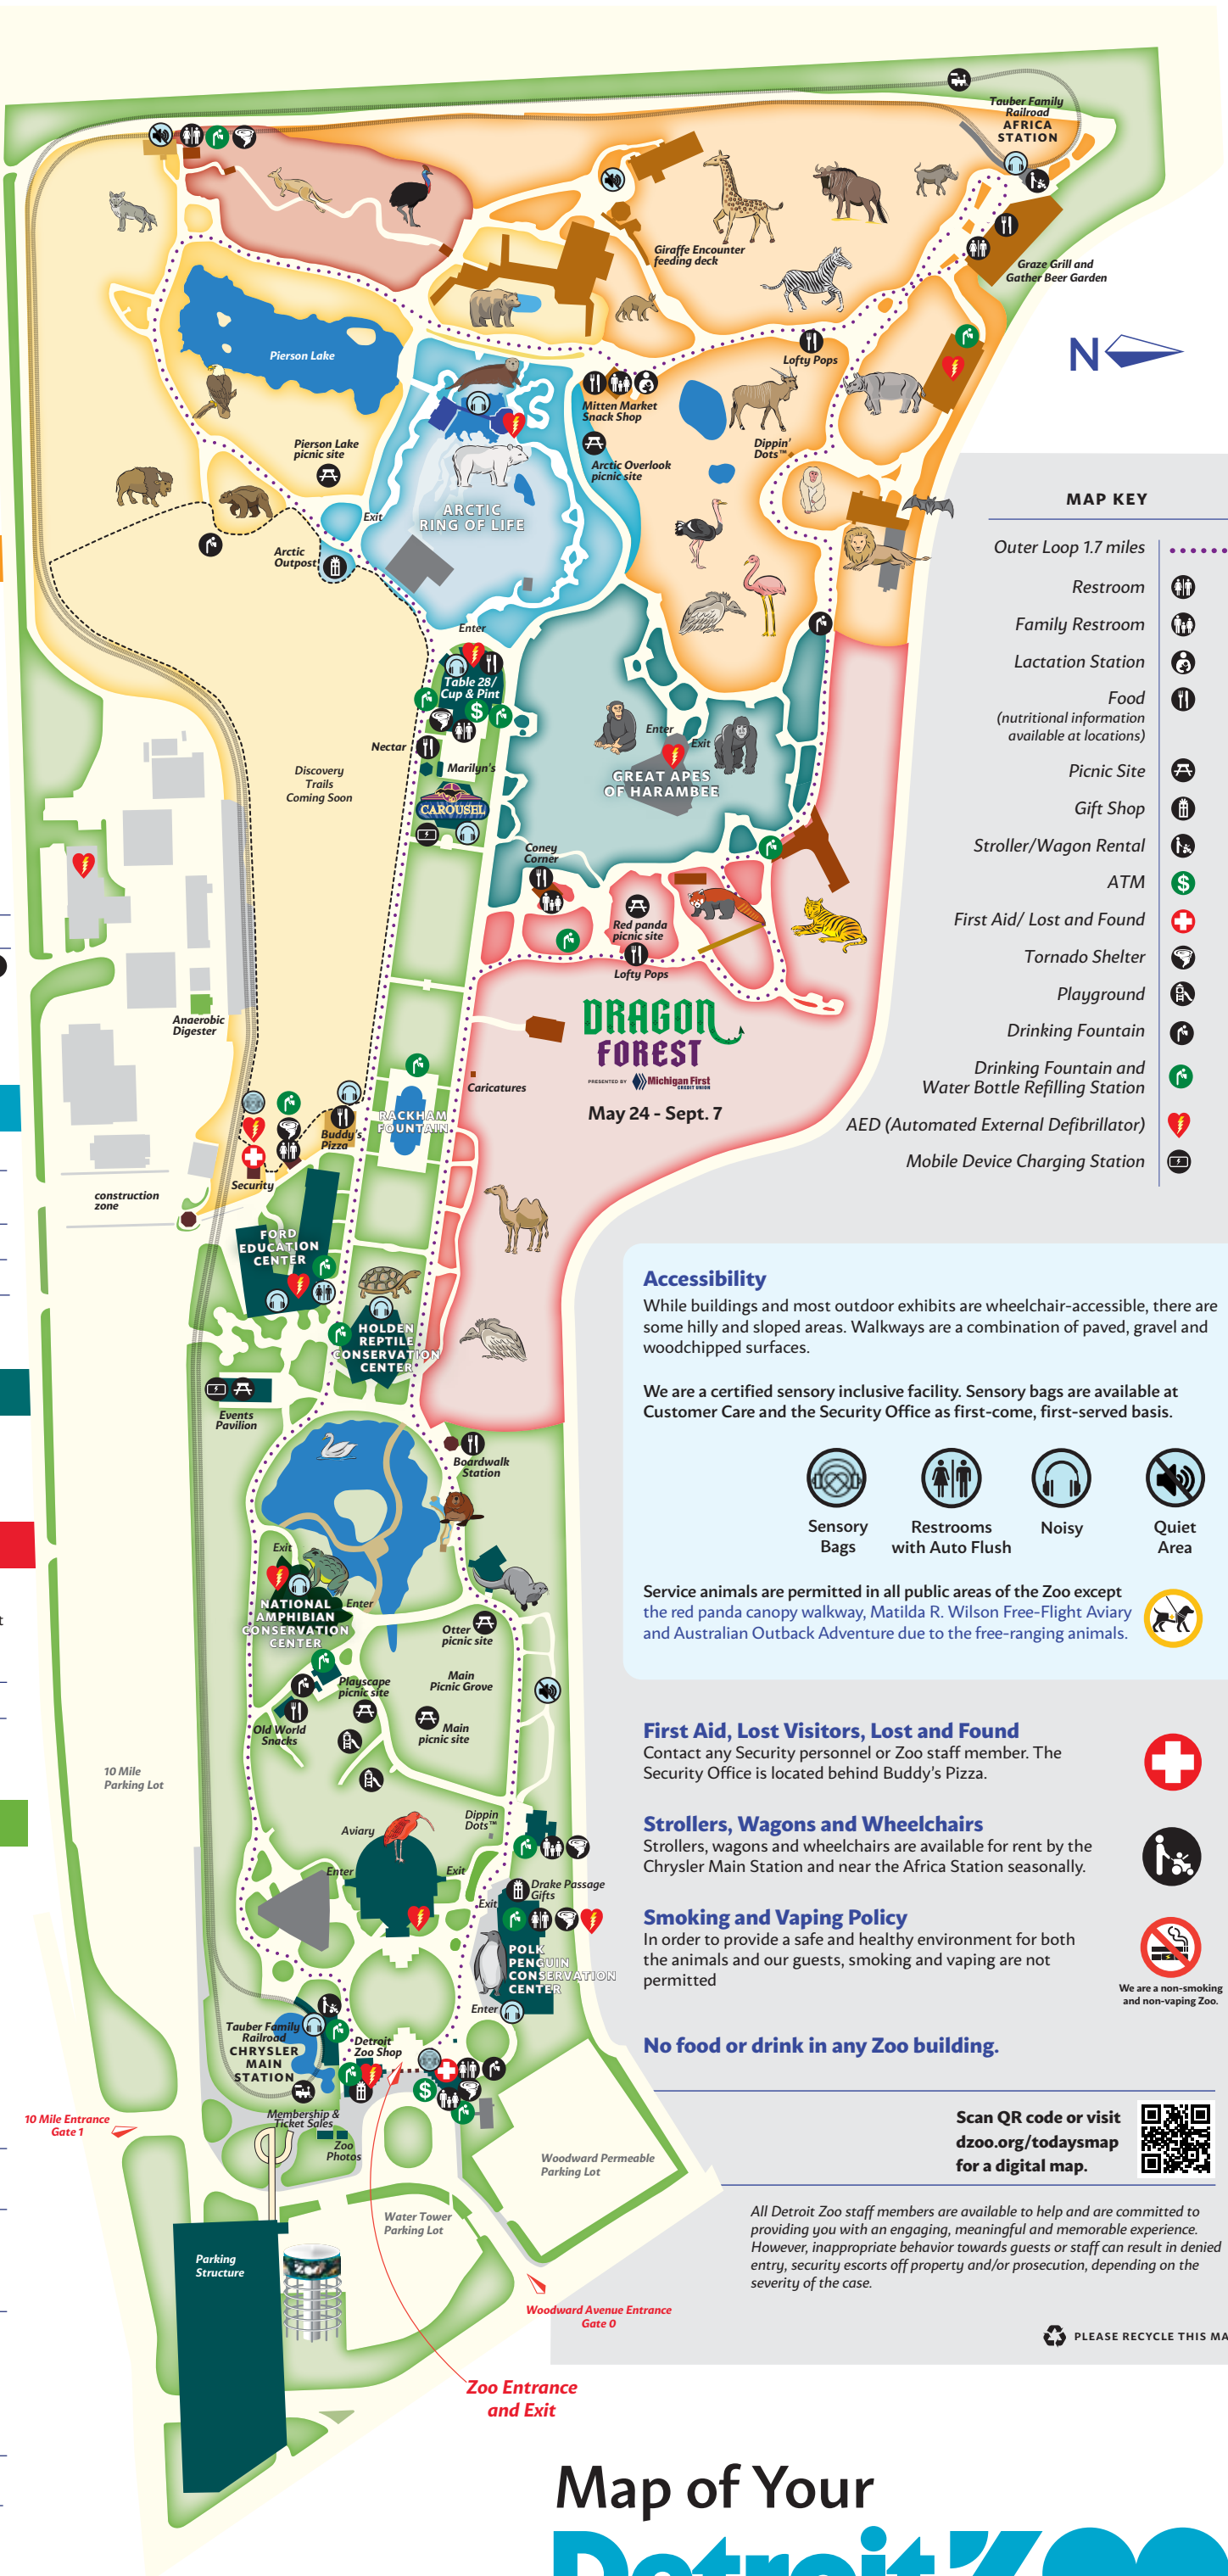 Tauber Family
Railroad
AFRICA
STATION
Giraffe Encounter
feeding deck
Graze Grill and
Gather Beer Garden
N
Pierson Lake
Lofty Pops
Mitten Market
Snack Shop
Pierson Lake
picnic site
Dippin'
Dots™
Arctic Overlook
picnic site
ARCTIC
RING OF LIFE
Exit
Arctic
Outpost
Enter
Table 28/
Cup & Pint
$
Nectar
Marilyn's
CAROUSEL
Discovery
Trails
Coming Soon
Enter
Exit
GREAT APES
OF HARAMBEE
Coney
Corner
Red panda
picnic site
Lofty Pops
Anaerobic
Digester
DRAGON
FOREST
PRESENTED BY Michigan First
CREDIT UNION
May 24 - Sept. 7
Caricatures
RACKHAM
FOUNTAIN
Buddy's
Pizza
Security
construction
zone
FORD
EDUCATION
CENTER
HOLDEN
REPTILE
CONSERVATION
CENTER
Events
Pavilion
Boardwalk
Station
Exit
NATIONAL
AMPHIBIAN
CONSERVATION
CENTER
Enter
Otter
picnic site
Main
Picnic Grove
Playscape
picnic site
Old World
Snacks
Main
picnic site
10 Mile
Parking Lot
Aviary
Dippin
Dots™
Enter
Exit
Drake Passage
Gifts
Exit
POLK
PENGUIN
CONSERVATION
CENTER
Enter
Tauber Family
Railroad
CHRYSLER
MAIN
STATION
Detroit
Zoo Shop
$
Membership &
Ticket Sales
Zoo
Photos
10 Mile Entrance
Gate 1
Woodward Permeable
Parking Lot
Water Tower
Parking Lot
Parking
Structure
Woodward Avenue Entrance
Gate 0
Zoo Entrance
and Exit
MAP KEY
Outer Loop 1.7 miles
Restroom
Family Restroom
Lactation Station
Food
(nutritional information
available at locations)
Picnic Site
Gift Shop
Stroller/Wagon Rental
ATM
$
First Aid/ Lost and Found
Tornado Shelter
Playground
Drinking Fountain
Drinking Fountain and
Water Bottle Refilling Station
AED (Automated External Defibrillator)
Mobile Device Charging Station
Accessibility
While buildings and most outdoor exhibits are wheelchair-accessible, there are
some hilly and sloped areas. Walkways are a combination of paved, gravel and
woodchipped surfaces.
We are a certified sensory inclusive facility. Sensory bags are available at
Customer Care and the Security Office as first-come, first-served basis.
Sensory
Bags
Restrooms
with Auto Flush
Noisy
Quiet
Area
Service animals are permitted in all public areas of the Zoo except
the red panda canopy walkway, Matilda R. Wilson Free-Flight Aviary
and Australian Outback Adventure due to the free-ranging animals.
First Aid, Lost Visitors, Lost and Found
Contact any Security personnel or Zoo staff member. The
Security Office is located behind Buddy's Pizza.
Strollers, Wagons and Wheelchairs
Strollers, wagons and wheelchairs are available for rent by the
Chrysler Main Station and near the Africa Station seasonally.
Smoking and Vaping Policy
In order to provide a safe and healthy environment for both
the animals and our guests, smoking and vaping are not
permitted
We are a non-smoking
and non-vaping Zoo.
No food or drink in any Zoo building.
Scan QR code or visit
dzoo.org/todaysmap
for a digital map.
All Detroit Zoo staff members are available to help and are committed to
providing you with an engaging, meaningful and memorable experience.
However, inappropriate behavior towards guests or staff can result in denied
entry, security escorts off property and/or prosecution, depending on the
severity of the case.
PLEASE RECYCLE THIS MA
Map of Your
Detroit ZOO